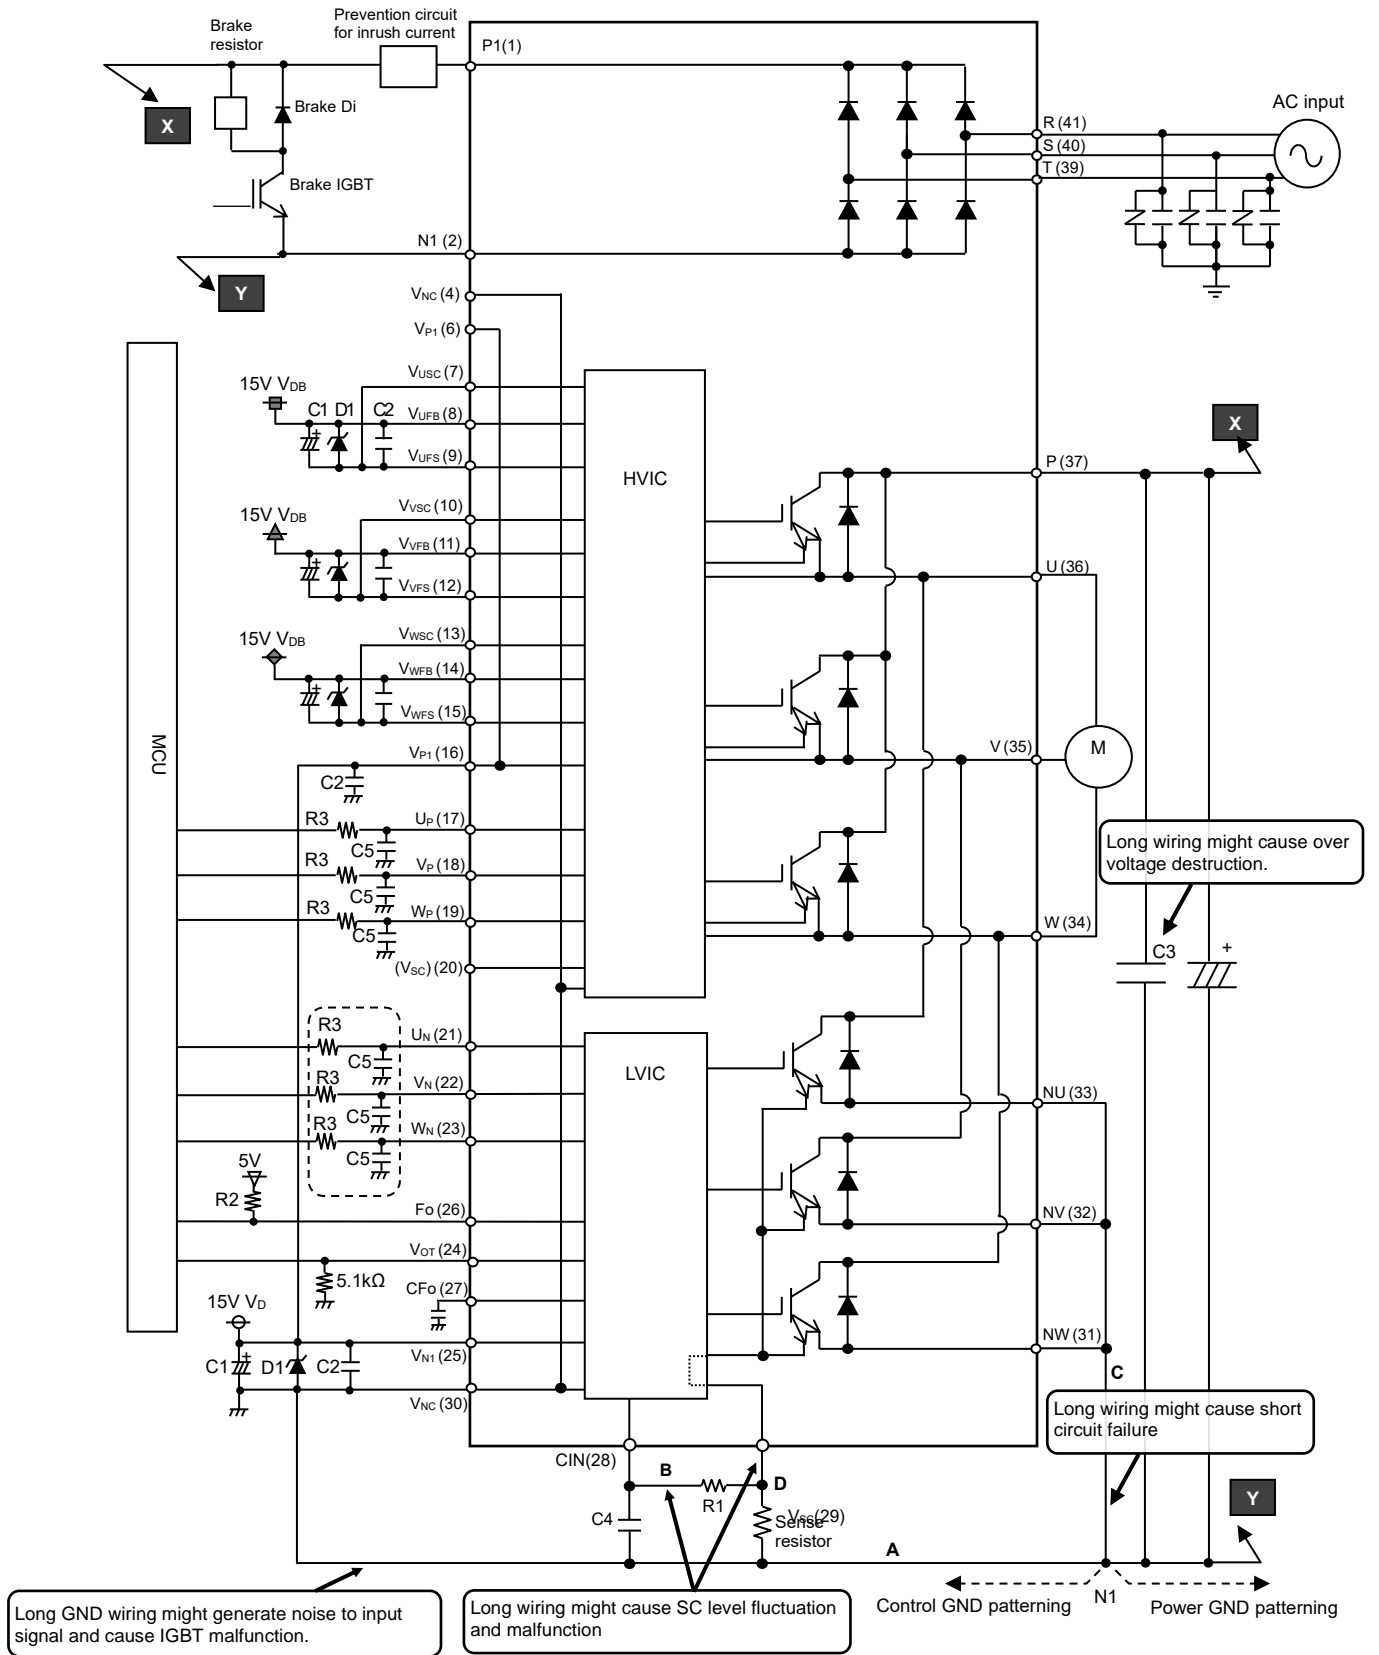 Prevention circuit
for inrush current
Brake
resistor
P1(1)
X
Brake Di
Brake IGBT
AC input
R (41)
S (40)
T (39)
N1 (2)
Y
VNC (4)
VP1 (6)
VUSC (7)
15V VDB
C1 D1 C2
VUFB (8)
VUFS (9)
VVSC (10)
15V VDB
VVFB (11)
VVFS (12)
VWSC (13)
15V VDB
VWFB (14)
VWFS (15)
HVIC
X
P (37)
U (36)
V (35)
M
W (34)
MCU
VP1 (16)
C2
R3
UP (17)
C5
R3
VP (18)
C5
R3
WP (19)
C5
(VSC) (20)
Long wiring might cause over
voltage destruction.
C3
+
R3
UN (21)
C5
R3
VN (22)
C5
R3
WN (23)
C5
LVIC
NU (33)
NV (32)
NW (31)
5V
R2
Fo (26)
VOT (24)
5.1kΩ
CFo (27)
15V VD
C1
D1
C2
VN1 (25)
VNC (30)
C
Long wiring might cause short
circuit failure
CIN(28)
B
R1
D
C4
VSC(29)
Sense
resistor
A
Y
N1
Control GND patterning
Power GND patterning
Long GND wiring might generate noise to input
signal and cause IGBT malfunction.
Long wiring might cause SC level fluctuation
and malfunction